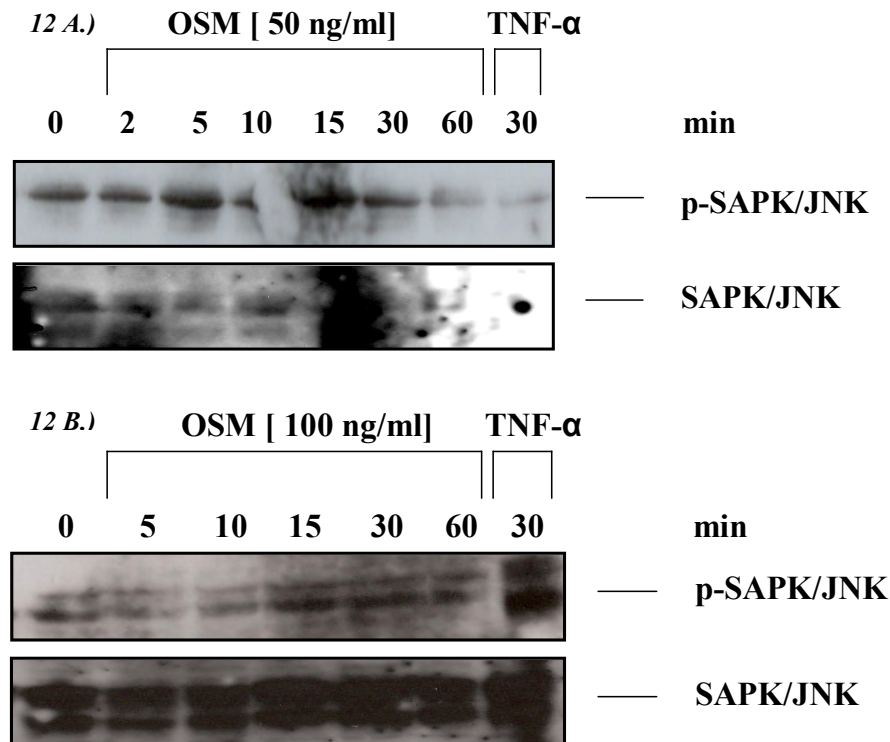 12 A.) OSM [ 50 ng/ml] TNF-α
0 2 5 10 15 30 60 30 min
p-SAPK/JNK
SAPK/JNK
12 B.) OSM [ 100 ng/ml] TNF-α
0 5 10 15 30 60 30 min
p-SAPK/JNK
SAPK/JNK